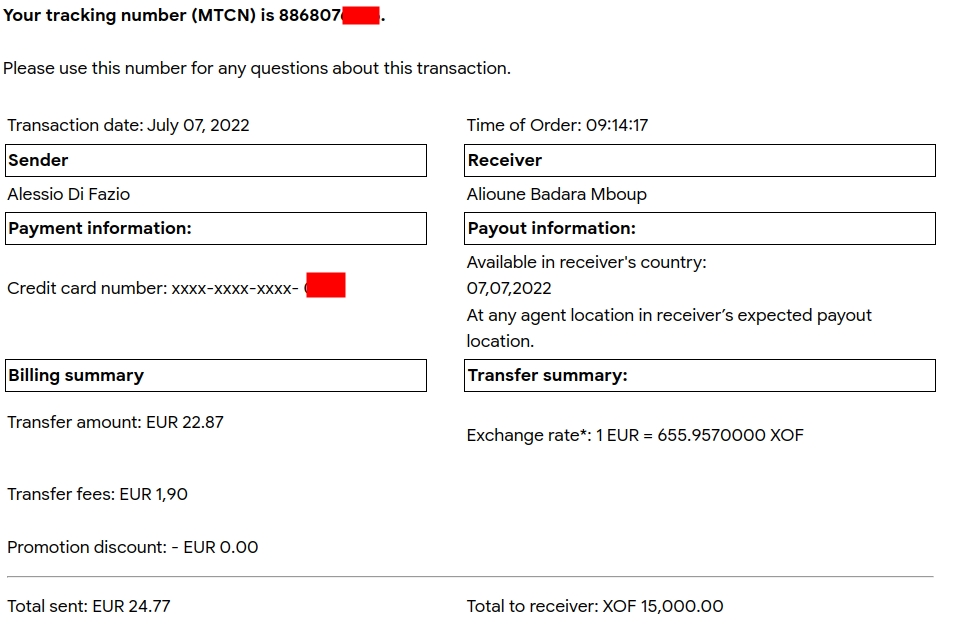 Your tracking number (MTCN) is 886807 .
Please use this number for any questions about this transaction.
Transaction date: July 07, 2022
Time of Order: 09:14:17
Sender
Receiver
Alessio Di Fazio
Alioune Badara Mboup
Payment information:
Payout information:
Credit card number: xxxx-xxxx-xxxx-
Available in receiver's country:
07,07,2022
At any agent location in receiver’s expected payout
location.
Billing summary
Transfer summary:
Transfer amount: EUR 22.87
Exchange rate*: 1 EUR = 655.9570000 XOF
Transfer fees: EUR 1,90
Promotion discount: - EUR 0.00
Total sent: EUR 24.77
Total to receiver: XOF 15,000.00